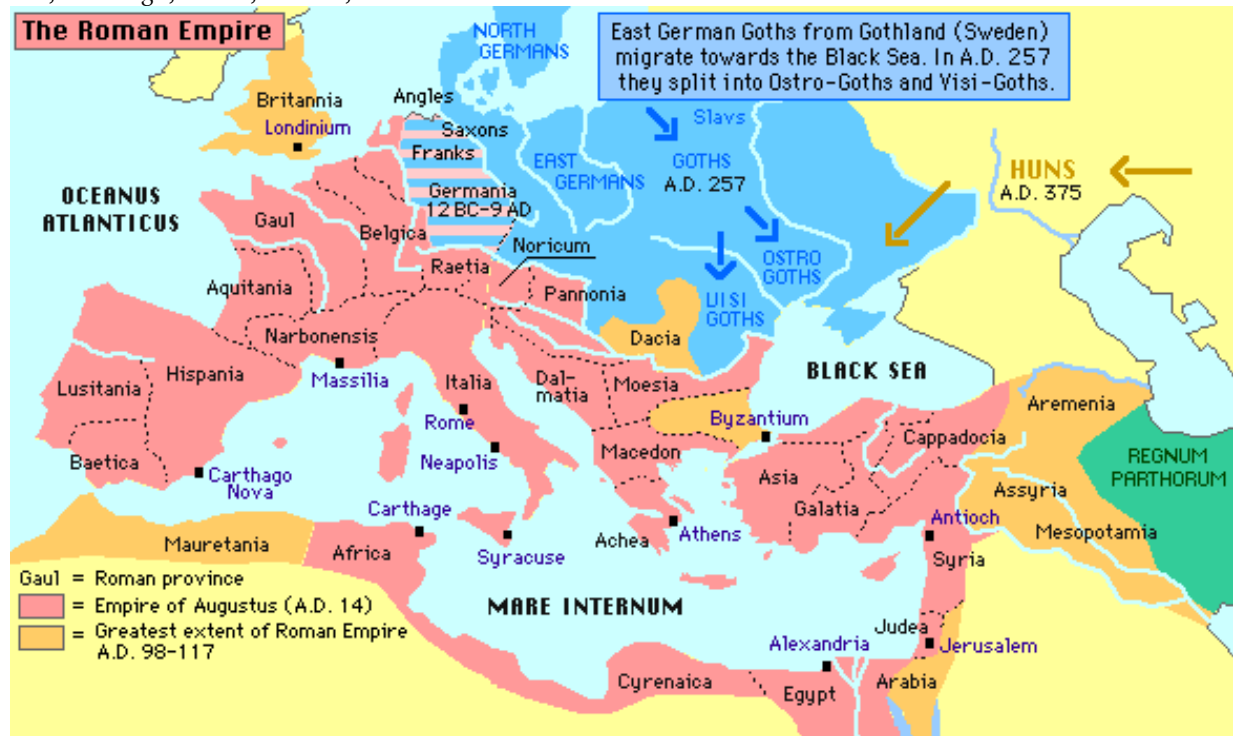 The Roman Empire
East German Goths from Gothland (Sweden)
migrate towards the Black Sea. In A.D. 257
they split into Ostro-Goths and Visi-Goths.
NORTH
GERMANS
Britannia
Londinium
Angles
Saxons
Franks
Germania
12 BC-9 AD
EAST
GERMANS
Slavs
GOTHS
A.D. 257
HUNS
A.D. 375
OCEANUS
ATLANTICUS
Gaul
Belgica
Noricum
Raetia
Pannonia
OSTRO
GOTHS
VISI
GOTHS
Aquitania
Narbonensis
Dacia
Massilia
Lusitania
Hispania
Italia
Dal-
matia
Moesia
BLACK SEA
Rome
Byzantium
Aremenia
Cappadocia
Baetica
Carthago
Nova
Neapolis
Macedon
Asia
Galatia
REGNUM
PARTHORUM
Assyria
Mesopotamia
Carthage
Mauretania
Africa
Syracuse
Achea
Athens
Antioch
Syria
Gaul = Roman province
= Empire of Augustus (A.D. 14)
= Greatest extent of Roman Empire
A.D. 98-117
MARE INTERNUM
Judea
Jerusalem
Alexandria
Cyrenaica
Egypt
Arabia